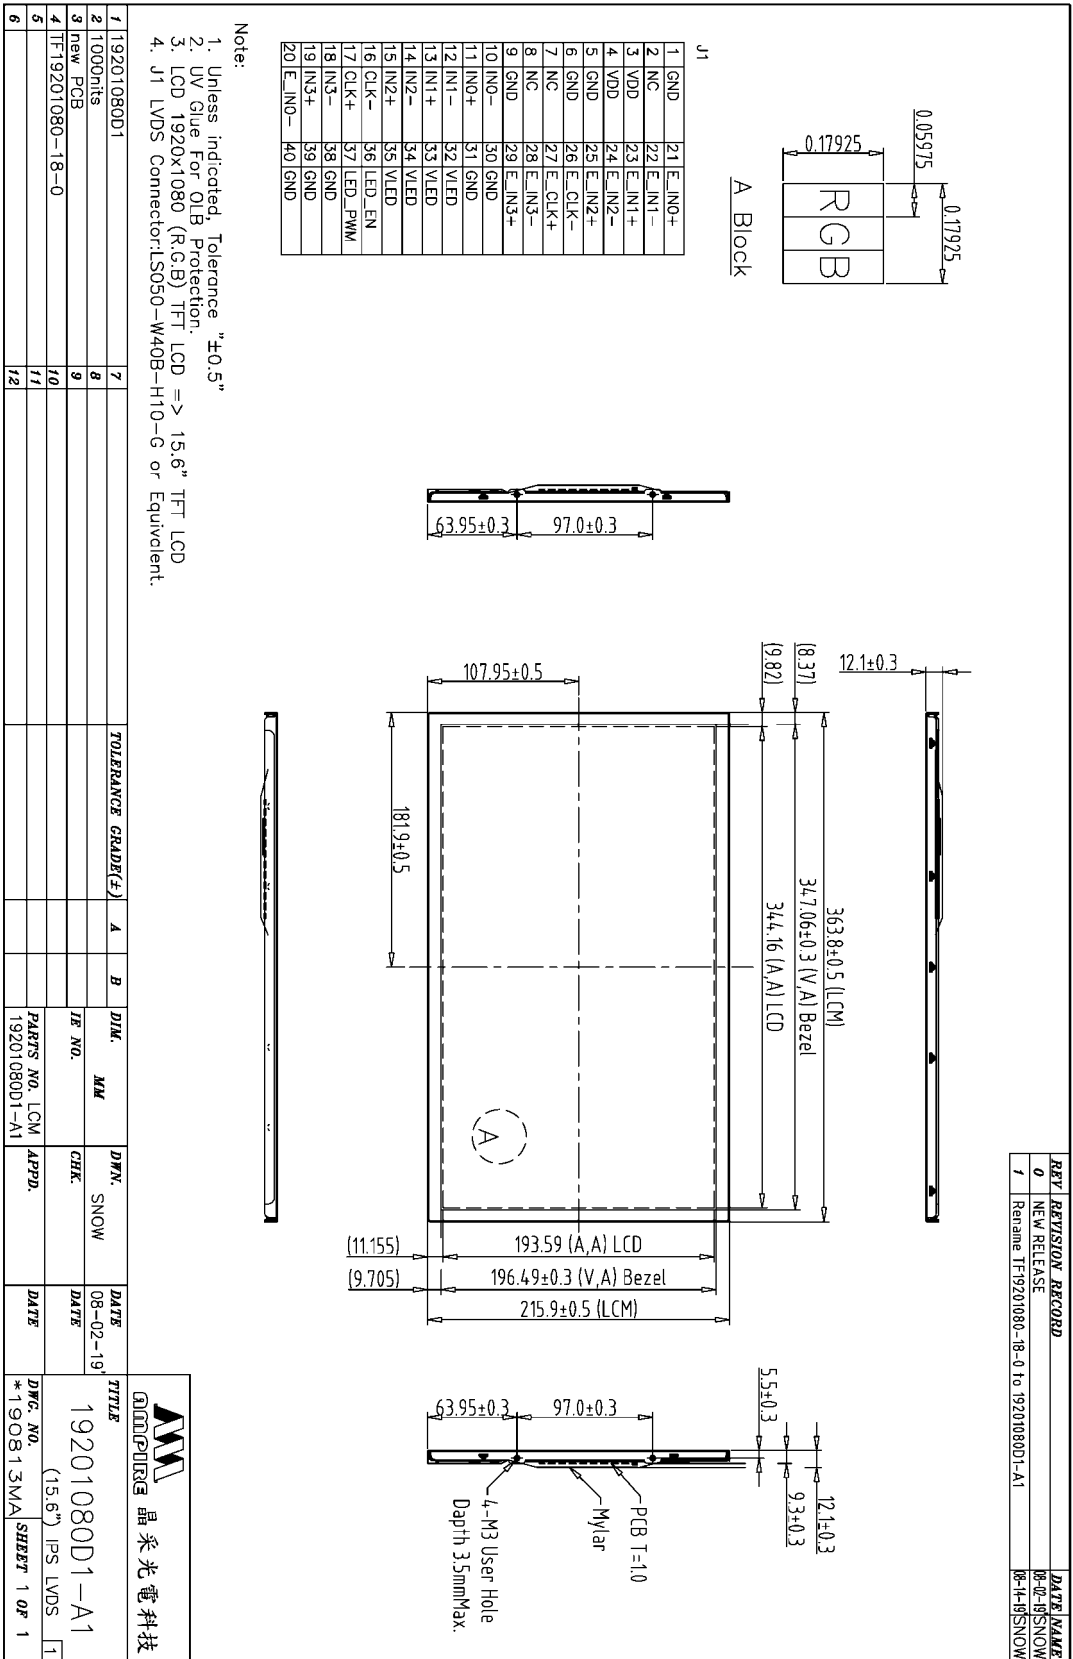 REV REVISION RECORD DATE NAME
0 NEW RELEASE 08-02-19' SNOW
1 Rename TF19201080-18-0 to 19201080D1-A1 08-14-19' SNOW
0.17925
0.05975
0.17925
R G B
A Block
12.1±0.3
(8.37)
(9.82)
363.8±0.5 (LCM)
347.06±0.3 (V,A) Bezel
344.16 (A,A) LCD
107.95±0.5
181.9±0.5
A
193.59 (A,A) LCD
196.49±0.3 (V,A) Bezel
215.9±0.5 (LCM)
(11.155)
(9.705)
63.95±0.3
97.0±0.3
63.95±0.3
97.0±0.3
5.5±0.3
12.1±0.3
9.3±0.3
PCB T=1.0
Mylar
4-M3 User Hole
Dapth 3.5mmMax.
J1
1 GND 21 E_IN0+
2 NC 22 E_IN1-
3 VDD 23 E_IN1+
4 VDD 24 E_IN2-
5 GND 25 E_IN2+
6 GND 26 E_CLK-
7 NC 27 E_CLK+
8 NC 28 E_IN3-
9 GND 29 E_IN3+
10 IN0- 30 GND
11 IN0+ 31 GND
12 IN1- 32 VLED
13 IN1+ 33 VLED
14 IN2- 34 VLED
15 IN2+ 35 VLED
16 CLK- 36 LED_EN
17 CLK+ 37 LED_PWM
18 IN3- 38 GND
19 IN3+ 39 GND
20 E_IN0- 40 GND
Note:
1. Unless indicated, Tolerance "±0.5"
2. UV Glue For OLB Protection.
3. LCD 1920x1080 (R.G.B) TFT LCD => 15.6" TFT LCD
4. J1 LVDS Connector:LS050-W40B-H10-G or Equivalent.
1 19201080D1 7
2 1000nits 8
3 new PCB 9
4 TF19201080-18-0 10
5 11
6 12
TOLERANCE GRADE(±) A B
DIM. MM
IE NO.
PARTS NO. LCM
19201080D1-A1
DWN. SNOW
CHK.
APPD.
DATE 08-02-19'
DATE
DATE
AMPIRE 晶采光電科技
TITLE
19201080D1-A1
(15.6") IPS LVDS 1
DWG. NO. *190813MA
SHEET 1 OF 1